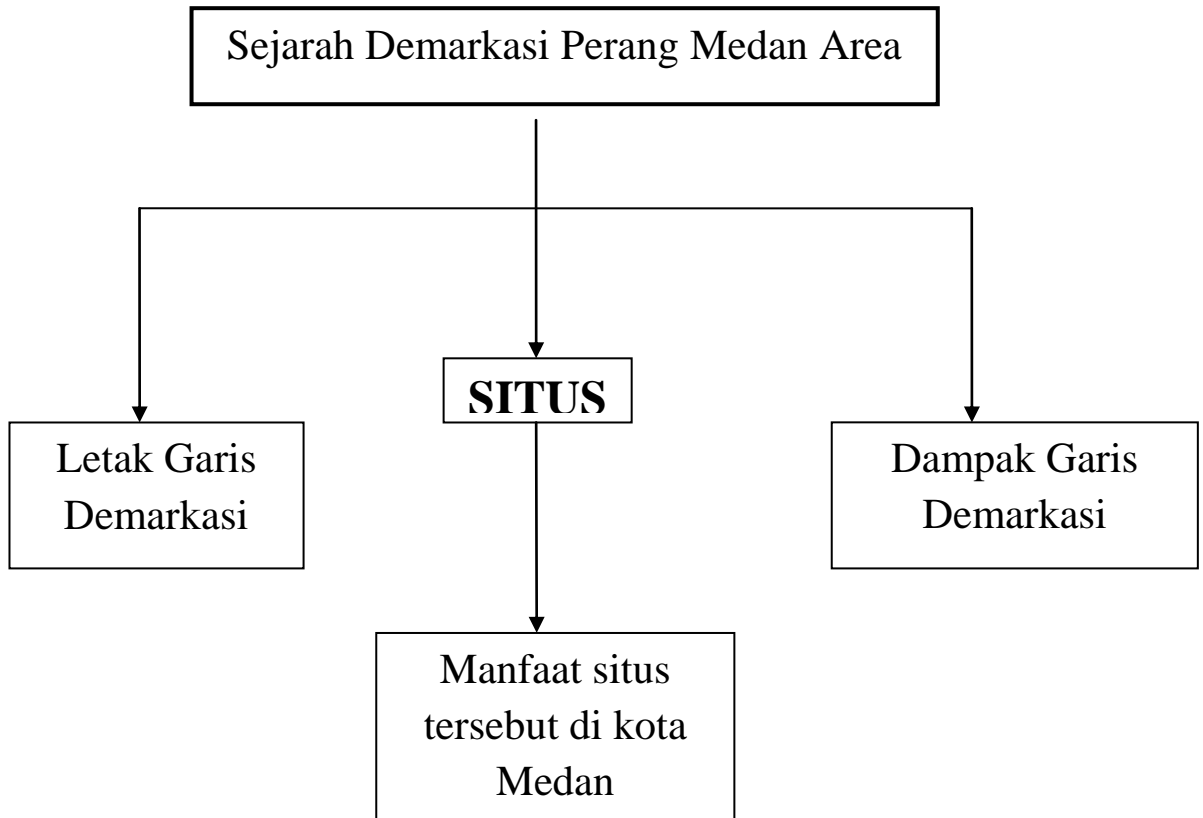 Sejarah Demarkasi Perang Medan Area
SITUS
Letak Garis
Demarkasi
Dampak Garis
Demarkasi
Manfaat situs
tersebut di kota
Medan